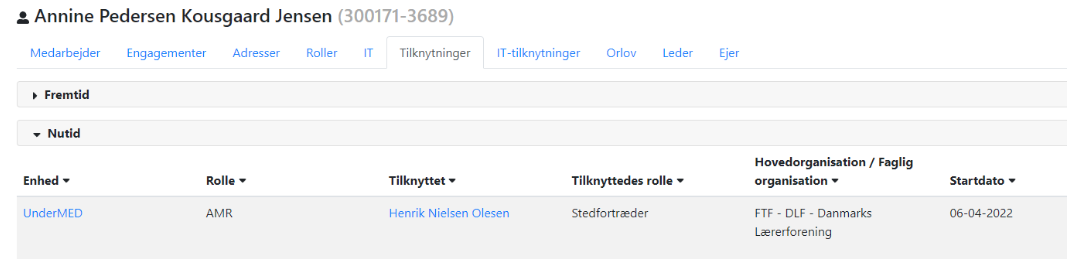 Annine Pedersen Kousgaard Jensen (300171-3689)
Medarbejder Engagementer Adresser Roller IT Tilknytninger IT-tilknytninger Orlov Leder Ejer
Fremtid
Nutid
Enhed Rolle Tilknyttet Tilknyttedes rolle Hovedorganisation / Faglig organisation Startdato
UnderMED AMR Henrik Nielsen Olesen Stedfortræder FTF - DLF - Danmarks Lærerforening 06-04-2022